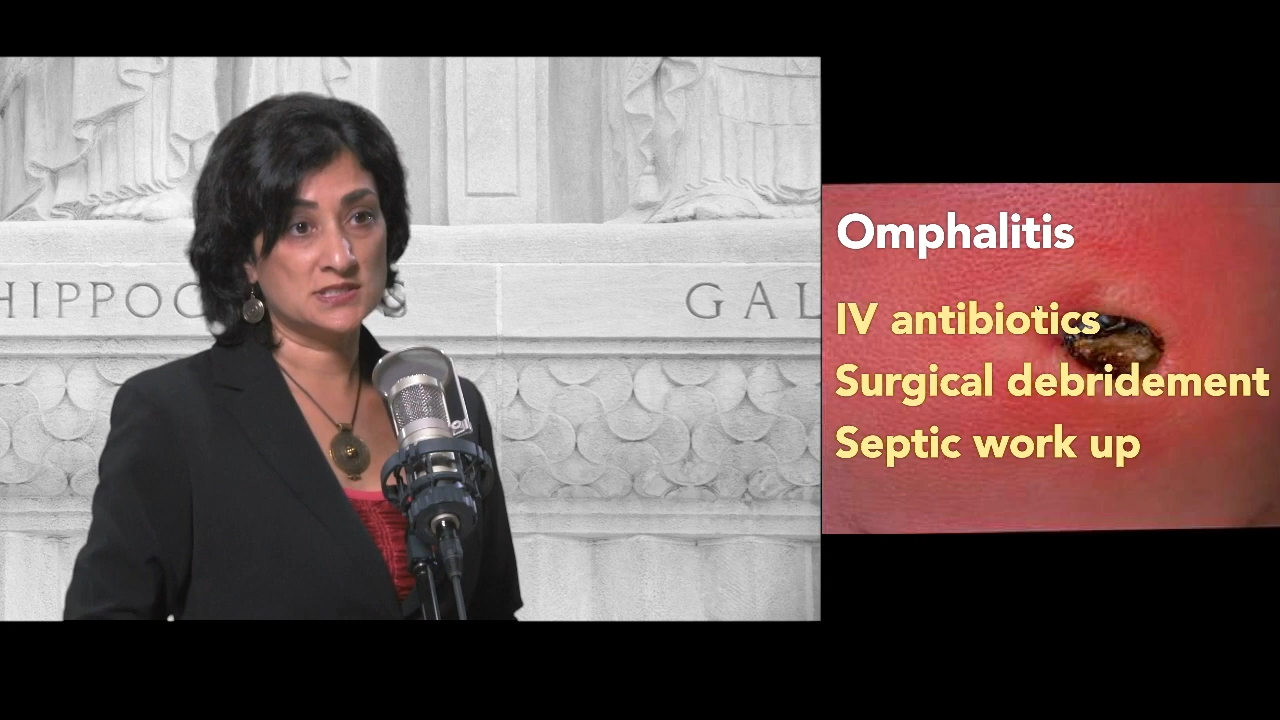 HIPPOC S
GAL
Omphalitis
IV antibiotics
Surgical debridement
Septic work up